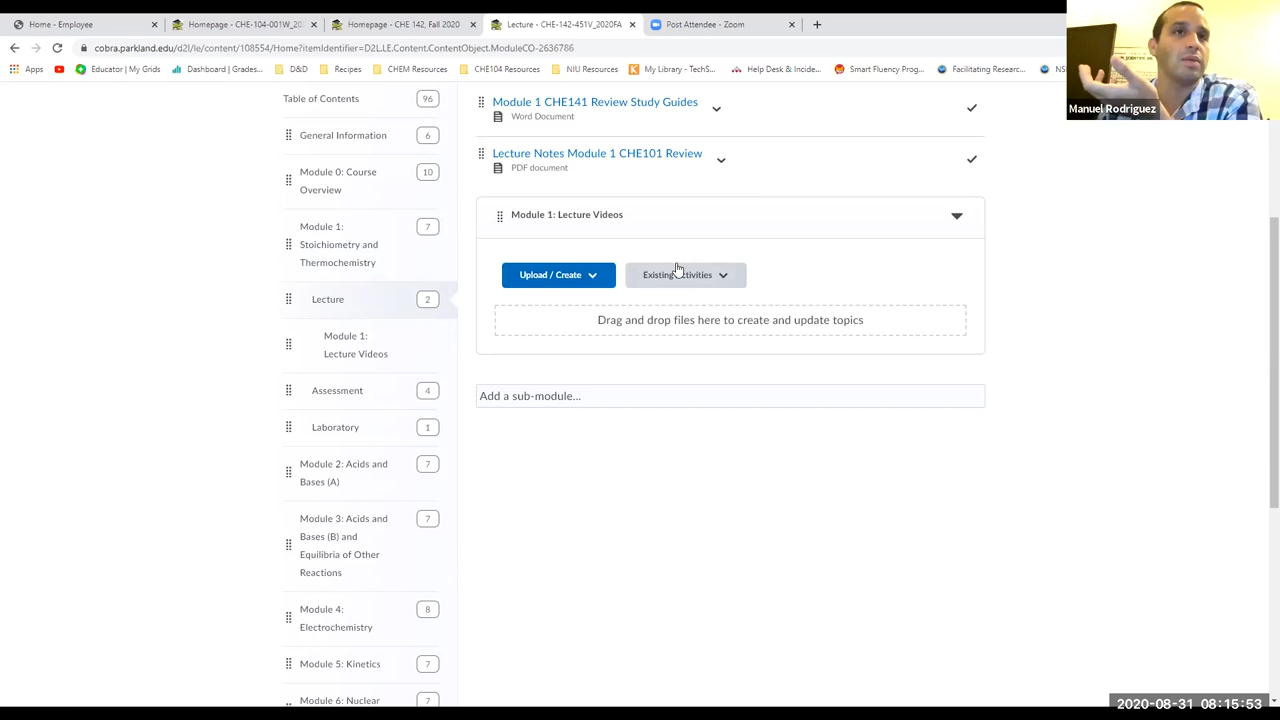 Home - Employee
Homepage - CHE-104-001W_20
Homepage - CHE 142, Fall 2020
Lecture - CHE-142-451V_2020FA
Post Attendee - Zoom
cobra.parkland.edu/d2l/le/content/108554/Home?itemIdentifier=D2LLE.Content.ContentObject.ModuleCO-2636786
Apps
Educator | My Grids
Dashboard | Grades...
D&D
Recipes
CHEM Resources
CHE104 Resources
NIU Resources
My Library - TechS...
Help Desk & Incide...
Smart Fluency Prog...
Facilitating Researc...
Manuel Rodriguez
Table of Contents
96
General Information
6
Module 0: Course
Overview
10
Module 1:
Stoichiometry and
Thermochemistry
7
Lecture
2
Module 1:
Lecture Videos
Assessment
4
Laboratory
1
Module 2: Acids and
Bases (A)
7
Module 3: Acids and
Bases (B) and
Equilibria of Other
Reactions
7
Module 4:
Electrochemistry
8
Module 5: Kinetics
7
Module 6: Nuclear
7
Module 1 CHE141 Review Study Guides
Word Document
Lecture Notes Module 1 CHE101 Review
PDF document
Module 1: Lecture Videos
Upload / Create
Existing Activities
Drag and drop files here to create and update topics
Add a sub-module...
2020-08-31 08:15:53